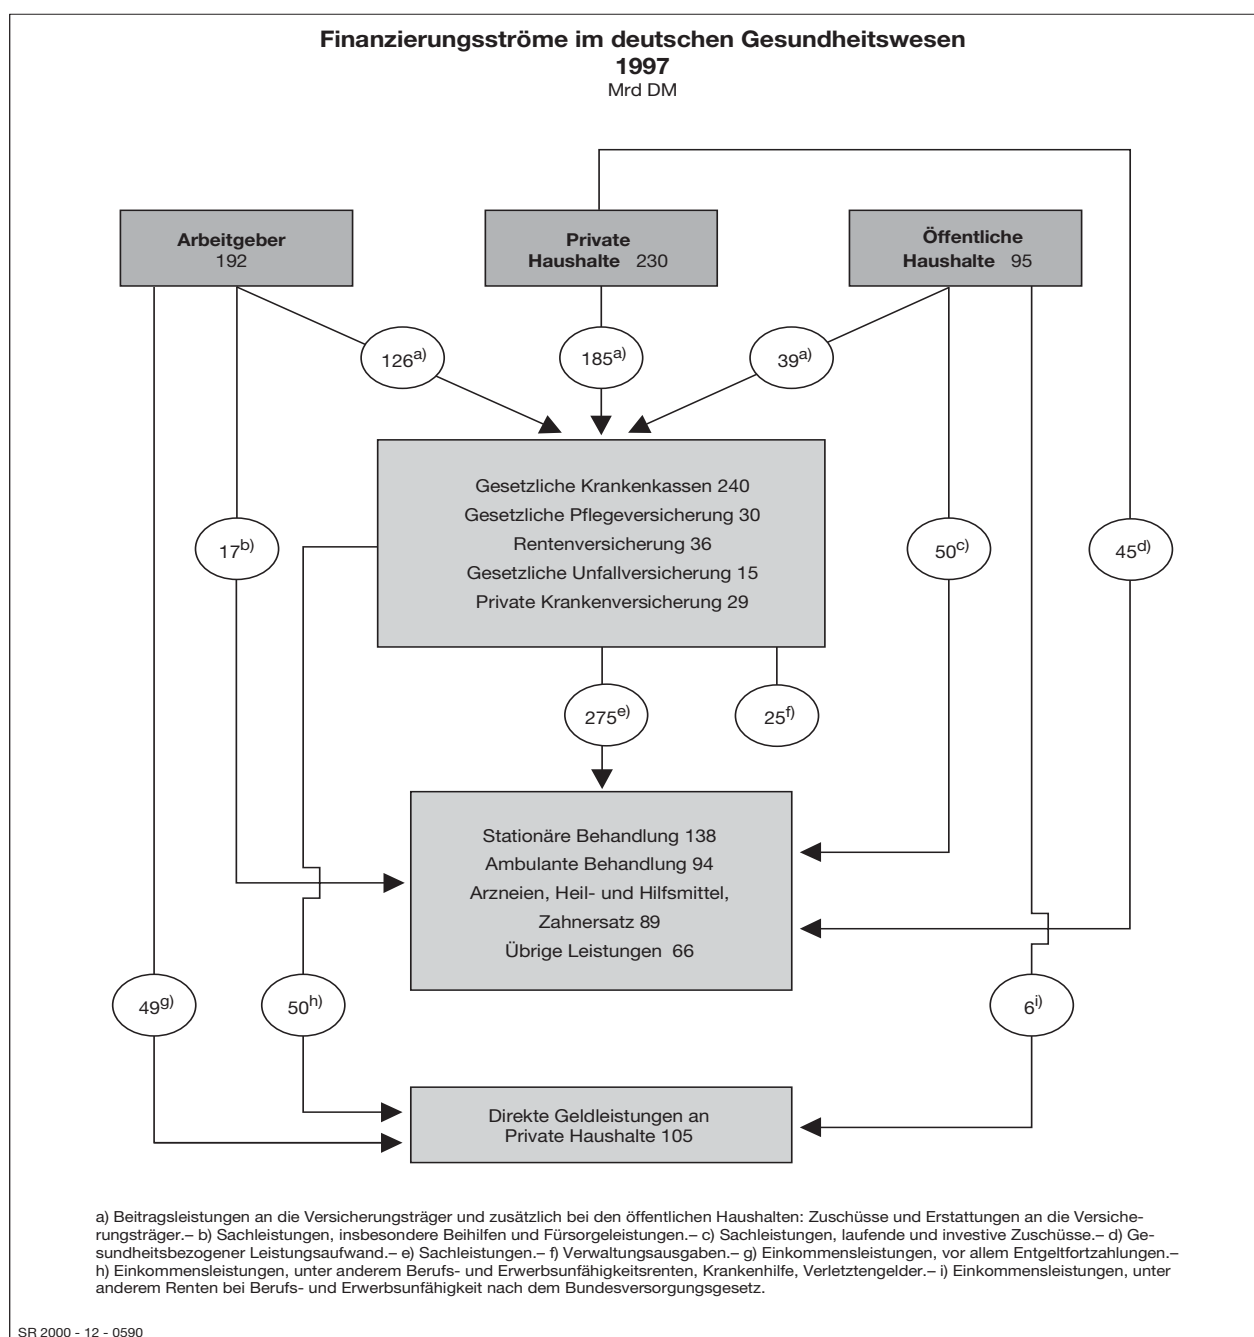 Finanzierungsströme im deutschen Gesundheitswesen
1997
Mrd DM
Arbeitgeber
192
Private
Haushalte 230
Öffentliche
Haushalte 95
126a)
185a)
39a)
Gesetzliche Krankenkassen 240
Gesetzliche Pflegeversicherung 30
Rentenversicherung 36
Gesetzliche Unfallversicherung 15
Private Krankenversicherung 29
17b)
50c)
45d)
275e)
25f)
Stationäre Behandlung 138
Ambulante Behandlung 94
Arzneien, Heil- und Hilfsmittel,
Zahnersatz 89
Übrige Leistungen 66
49g)
50h)
6i)
Direkte Geldleistungen an
Private Haushalte 105
a) Beitragsleistungen an die Versicherungsträger und zusätzlich bei den öffentlichen Haushalten: Zuschüsse und Erstattungen an die Versiche-
rungsträger.– b) Sachleistungen, insbesondere Beihilfen und Fürsorgeleistungen.– c) Sachleistungen, laufende und investive Zuschüsse.– d) Ge-
sundheitsbezogener Leistungsaufwand.– e) Sachleistungen.– f) Verwaltungsausgaben.– g) Einkommensleistungen, vor allem Entgeltfortzahlungen.–
h) Einkommensleistungen, unter anderem Berufs- und Erwerbsunfähigkeitsrenten, Krankenhilfe, Verletztengelder.– i) Einkommensleistungen, unter
anderem Renten bei Berufs- und Erwerbsunfähigkeit nach dem Bundesversorgungsgesetz.
SR 2000 - 12 - 0590